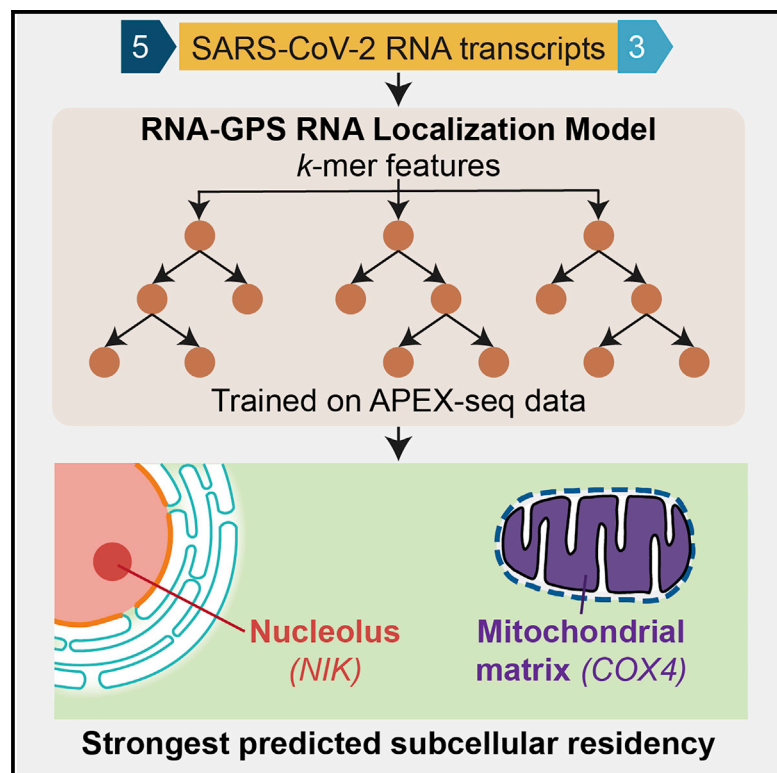 5 SARS-CoV-2 RNA transcripts 3
RNA-GPS RNA Localization Model
k-mer features
Trained on APEX-seq data
Nucleolus
(NIK)
Mitochondrial
matrix (COX4)
Strongest predicted subcellular residency